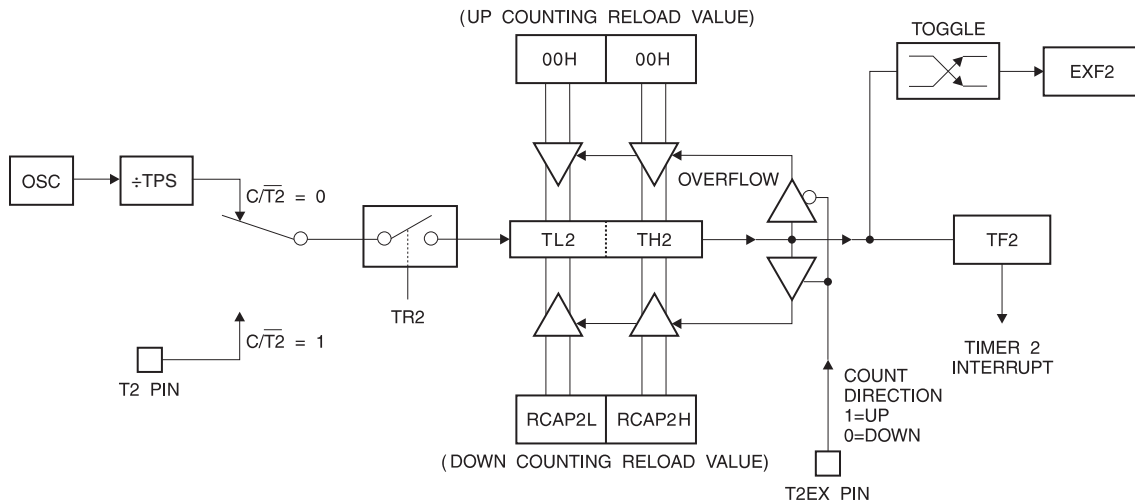 (UP COUNTING RELOAD VALUE)
00H
00H
TOGGLE
EXF2
OSC
÷TPS
C/T2̅ = 0
OVERFLOW
TL2
TH2
TF2
TR2
C/T2̅ = 1
T2 PIN
TIMER 2
INTERRUPT
COUNT
DIRECTION
1=UP
0=DOWN
RCAP2L
RCAP2H
(DOWN COUNTING RELOAD VALUE)
T2EX PIN